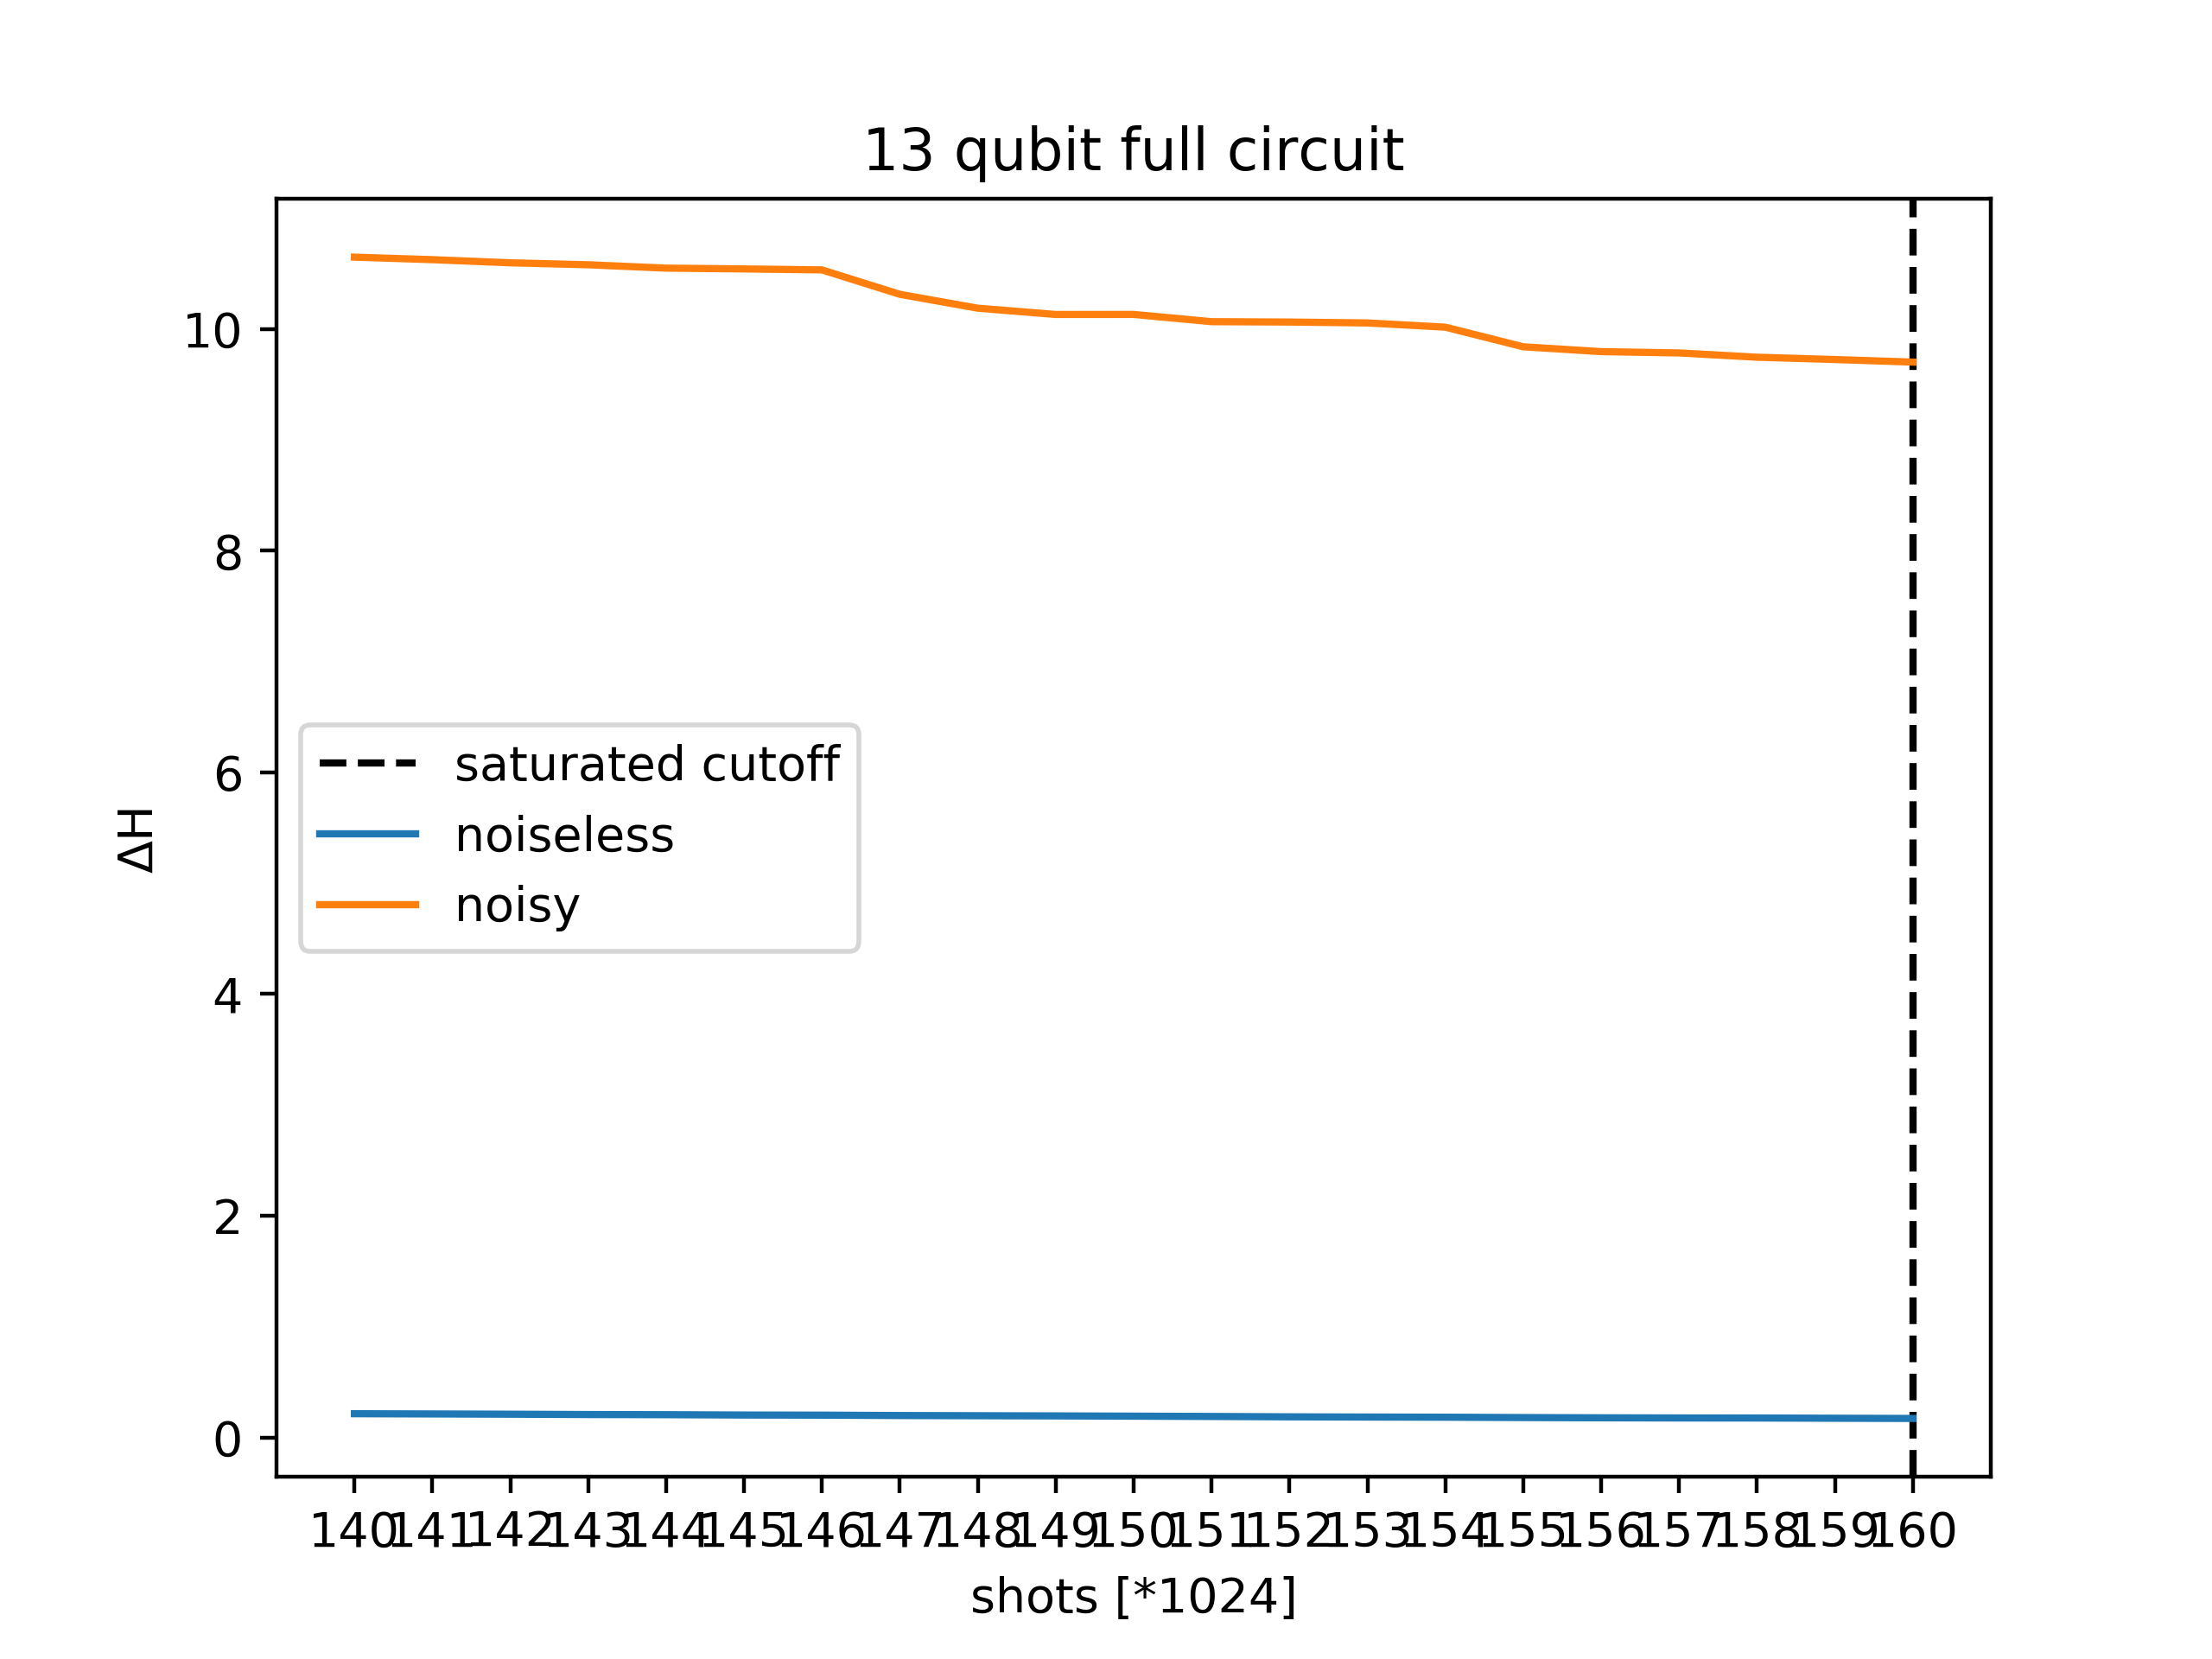 13 qubit full circuit
10
8
6
4
2
0
ΔH
saturated cutoff
noiseless
noisy
140 141 142 143 144 145 146 147 148 149 150 151 152 153 154 155 156 157 158 159 160
shots [*1024]